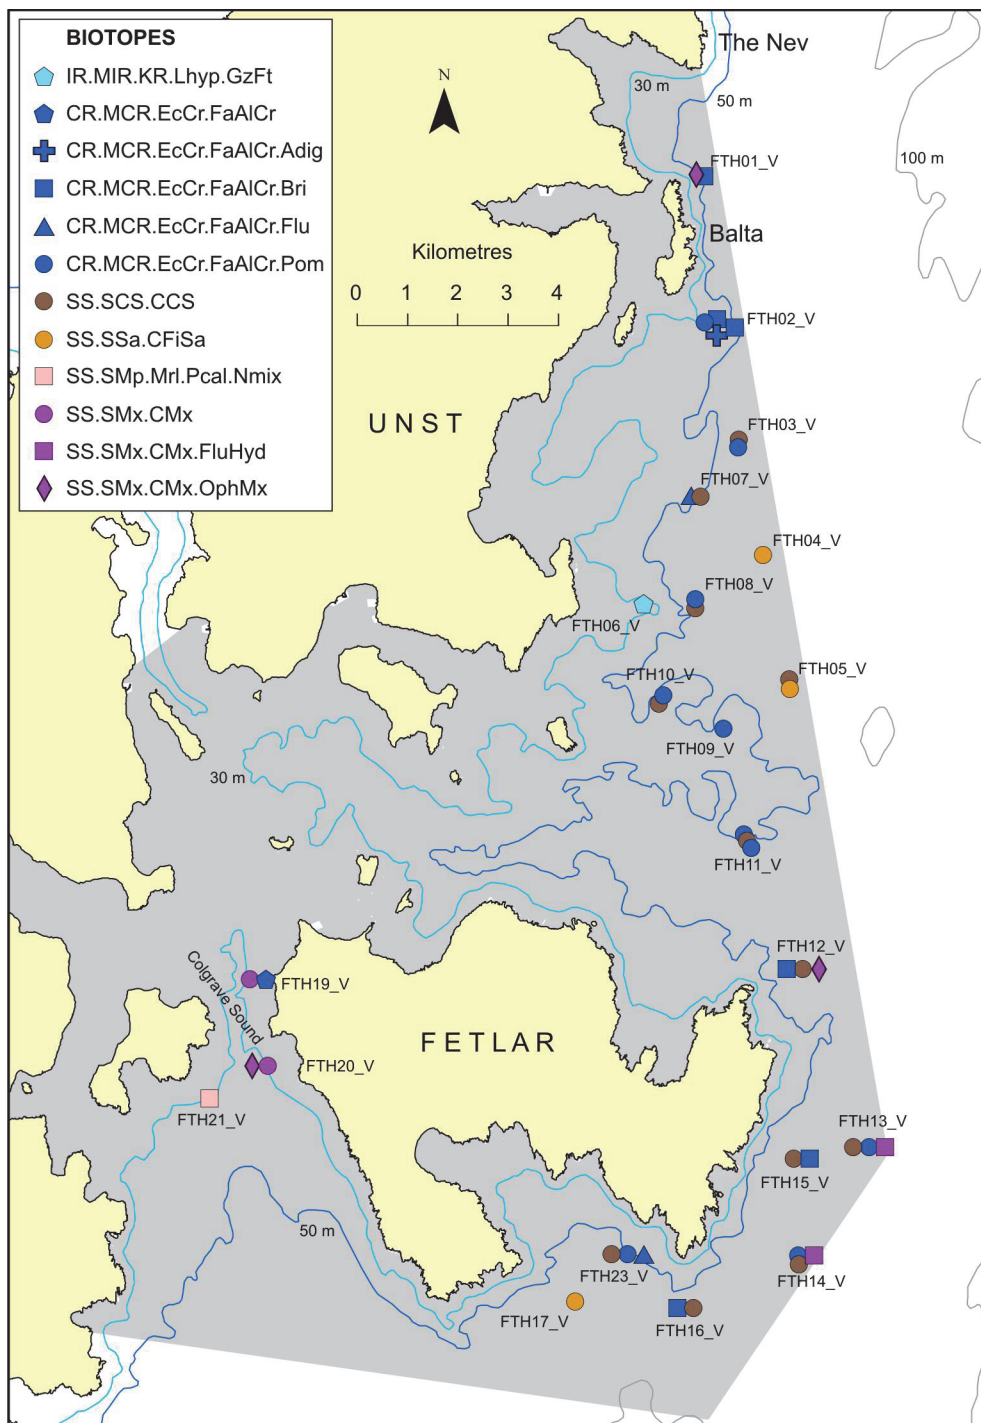 BIOTOPES
IR.MIR.KR.Lhyp.GzFt
CR.MCR.EcCr.FaAlCr
CR.MCR.EcCr.FaAlCr.Adig
CR.MCR.EcCr.FaAlCr.Bri
CR.MCR.EcCr.FaAlCr.Flu
CR.MCR.EcCr.FaAlCr.Pom
SS.SCS.CCS
SS.SSa.CFiSa
SS.SMp.Mrl.Pcal.Nmix
SS.SMx.CMx
SS.SMx.CMx.FluHyd
SS.SMx.CMx.OphMx
N
The Nev
30 m
50 m
100 m
FTH01_V
Balta
Kilometres
0 1 2 3 4
FTH02_V
UNST
FTH03_V
FTH07_V
FTH04_V
FTH08_V
FTH06_V
FTH10_V
FTH05_V
FTH09_V
30 m
FTH11_V
FTH12_V
Colgrave Sound
FTH19_V
FETLAR
FTH20_V
FTH21_V
FTH13_V
FTH15_V
50 m
FTH23_V
FTH14_V
FTH17_V
FTH16_V